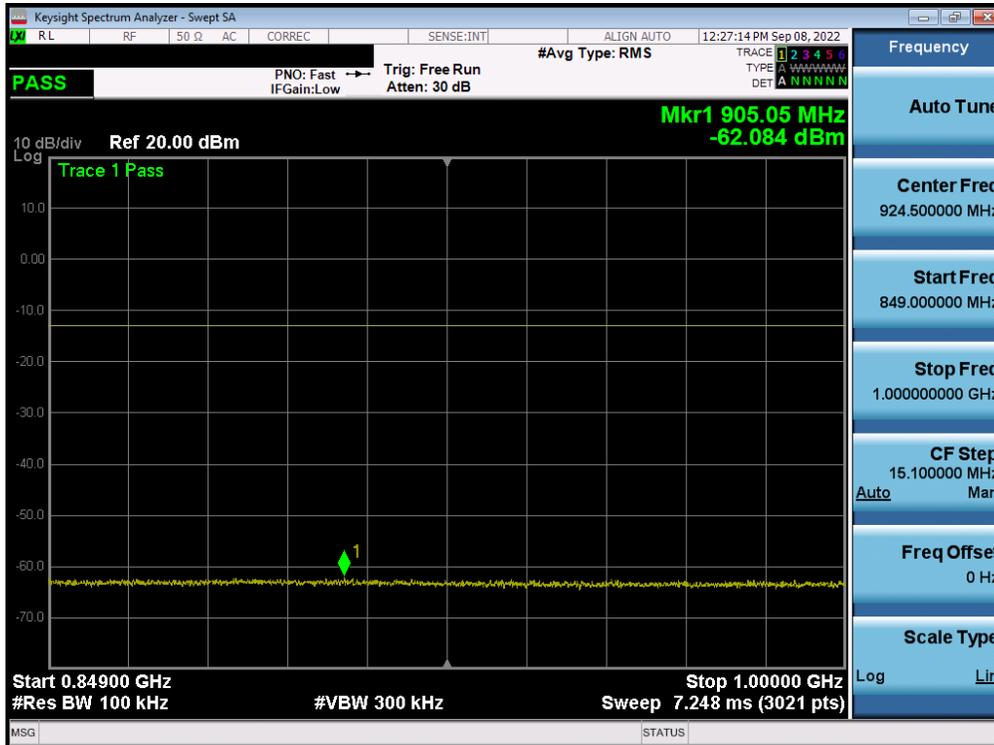 Keysight Spectrum Analyzer - Swept SA
LXI RL RF 50 Ω AC CORREC SENSE:INT ALIGN AUTO 12:27:14 PM Sep 08, 2022
PASS
PNO: Fast
IFGain:Low
Trig: Free Run
Atten: 30 dB
#Avg Type: RMS
TRACE 1 2 3 4 5 6
TYPE A WWWWW
DET A N N N N N
Mkr1 905.05 MHz
-62.084 dBm
10 dB/div Ref 20.00 dBm
Log
Trace 1 Pass
10.0
0.00
-10.0
-20.0
-30.0
-40.0
-50.0
-60.0
-70.0
1
Start 0.84900 GHz Stop 1.00000 GHz
#Res BW 100 kHz #VBW 300 kHz Sweep 7.248 ms (3021 pts)
MSG STATUS
Frequency
Auto Tune
Center Freq
924.500000 MHz
Start Freq
849.000000 MHz
Stop Freq
1.000000000 GHz
CF Step
15.100000 MHz
Auto Man
Freq Offset
0 Hz
Scale Type
Log Lin